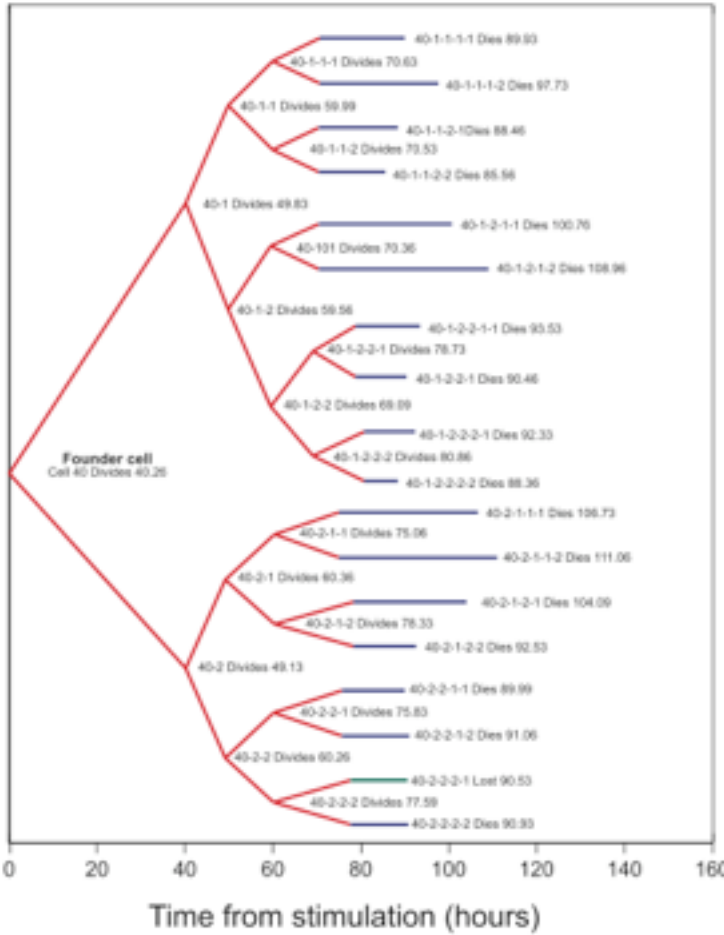 40-1-1-1-1 Dies 89.93
40-1-1-1 Divides 70.63
40-1-1-1-2 Dies 97.73
40-1-1 Divides 59.99
40-1-1-2-1Dies 88.46
40-1-1-2 Divides 70.53
40-1-1-2-2 Dies 85.56
40-1 Divides 49.83
40-1-2-1-1 Dies 100.76
40-101 Divides 70.36
40-1-2-1-2 Dies 108.96
40-1-2 Divides 59.56
40-1-2-2-1-1 Dies 93.53
40-1-2-2-1 Divides 78.73
40-1-2-2-1 Dies 90.46
40-1-2-2 Divides 69.09
40-1-2-2-2-1 Dies 92.33
40-1-2-2-2 Divides 80.86
40-1-2-2-2-2 Dies 88.36
Founder cell
Cell 40 Divides 40.26
40-2-1-1-1 Dies 106.73
40-2-1-1 Divides 75.06
40-2-1-1-2 Dies 111.06
40-2-1 Divides 60.36
40-2-1-2-1 Dies 104.09
40-2-1-2 Divides 78.33
40-2-1-2-2 Dies 92.53
40-2 Divides 49.13
40-2-2-1-1 Dies 89.99
40-2-2-1 Divides 75.83
40-2-2-1-2 Dies 91.06
40-2-2 Divides 60.26
40-2-2-2-1 Lost 90.53
40-2-2-2 Divides 77.59
40-2-2-2-2 Dies 90.93
0 20 40 60 80 100 120 140 160
Time from stimulation (hours)